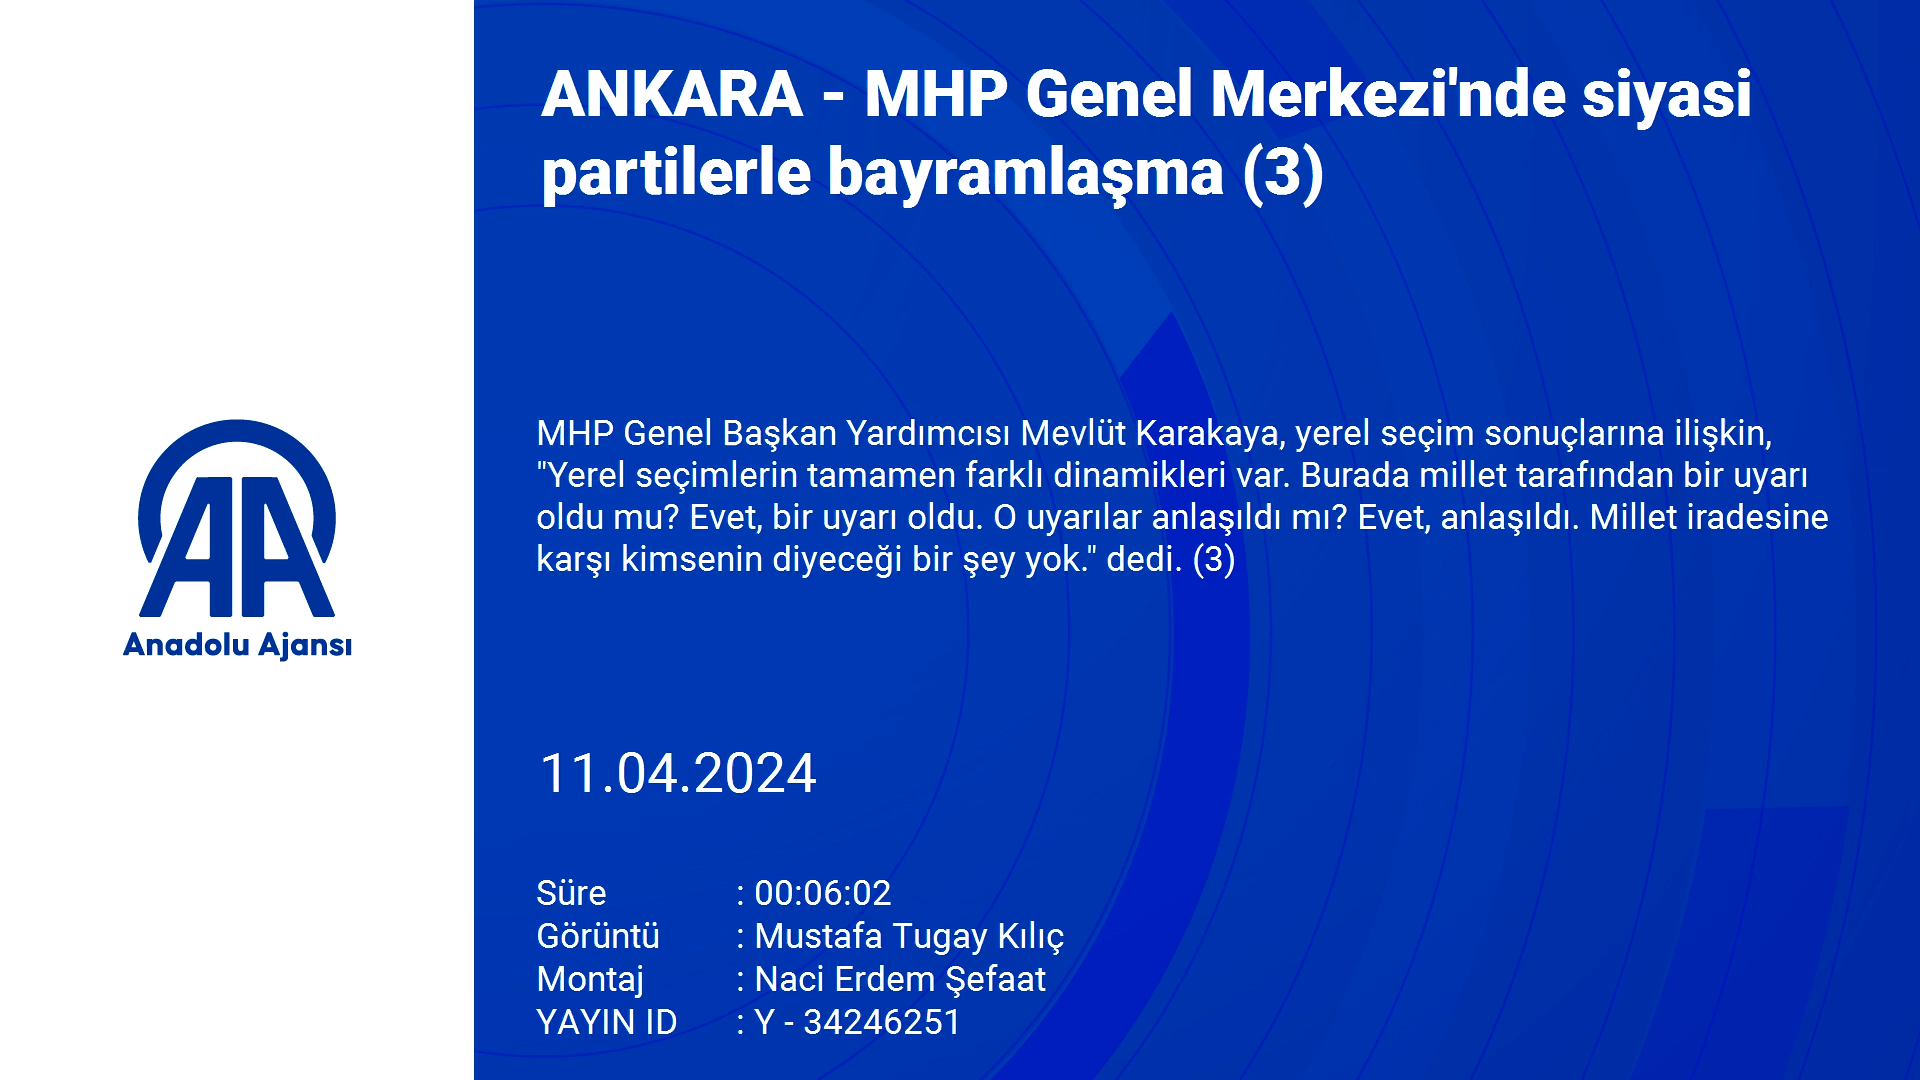 ANKARA - MHP Genel Merkezi'nde siyasi
partilerle bayramlaşma (3)
MHP Genel Başkan Yardımcısı Mevlüt Karakaya, yerel seçim sonuçlarına ilişkin,
"Yerel seçimlerin tamamen farklı dinamikleri var. Burada millet tarafından bir uyarı
oldu mu? Evet, bir uyarı oldu. O uyarılar anlaşıldı mı? Evet, anlaşıldı. Millet iradesine
karşı kimsenin diyeceği bir şey yok." dedi. (3)
AA
Anadolu Ajansı
11.04.2024
Süre : 00:06:02
Görüntü : Mustafa Tugay Kılıç
Montaj : Naci Erdem Şefaat
YAYIN ID : Y - 34246251